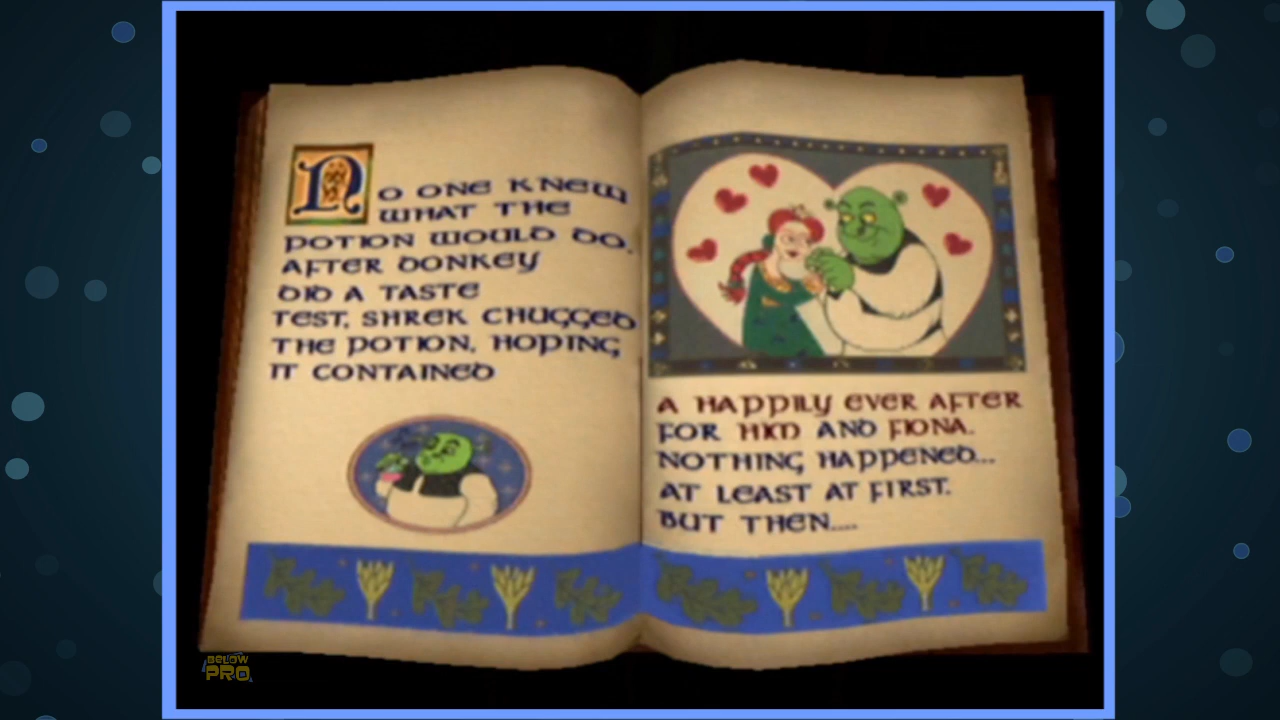 NO ONE KNEW
WHAT THE
POTION WOULD DO.
AFTER DONKEY
DID A TASTE
TEST, SHREK CHUGGED
THE POTION, HOPING
IT CONTAINED
A HAPPILY EVER AFTER
FOR HIM AND FIONA.
NOTHING HAPPENED...
AT LEAST AT FIRST.
BUT THEN....
BELOW
PRO